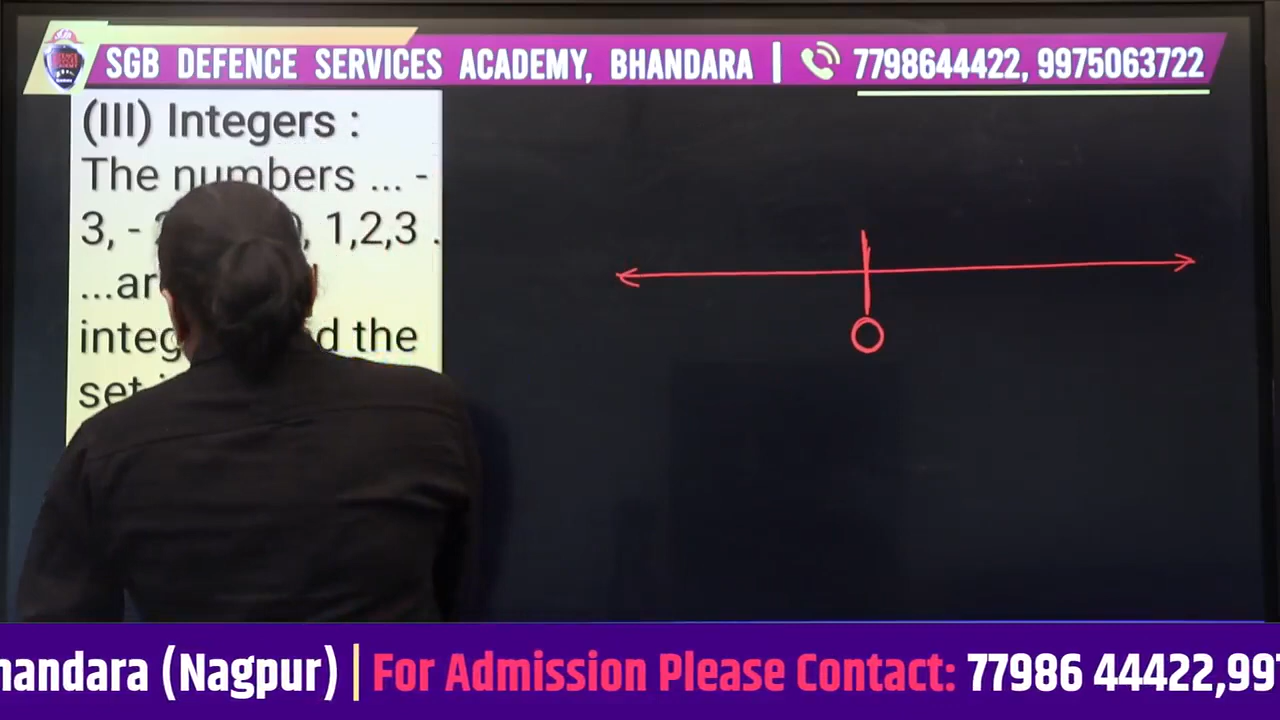 SGB DEFENCE SERVICES ACADEMY, BHANDARA | 7798644422, 9975063722
(III) Integers :
The numbers ... -
3, - , 1,2,3 .
...ar
integ d the
set i
0
handara (Nagpur) | For Admission Please Contact: 77986 44422,997